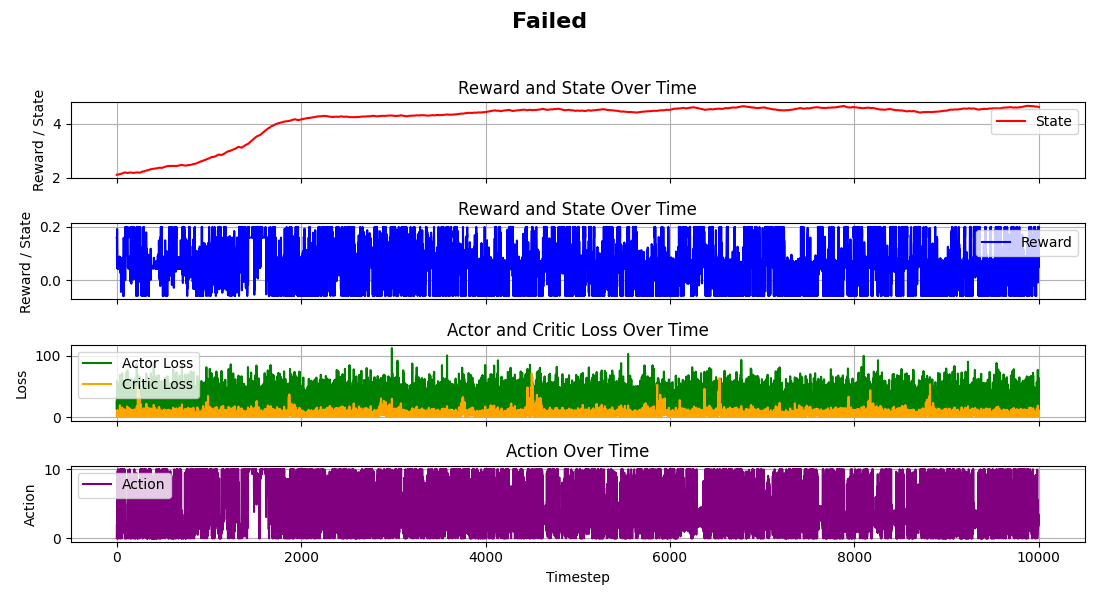 Failed
Reward and State Over Time
Reward / State
4
2
State
Reward and State Over Time
Reward / State
0.2
0.0
Reward
Actor and Critic Loss Over Time
Loss
100
0
Actor Loss
Critic Loss
Action Over Time
Action
10
0
Action
0 2000 4000 6000 8000 10000
Timestep